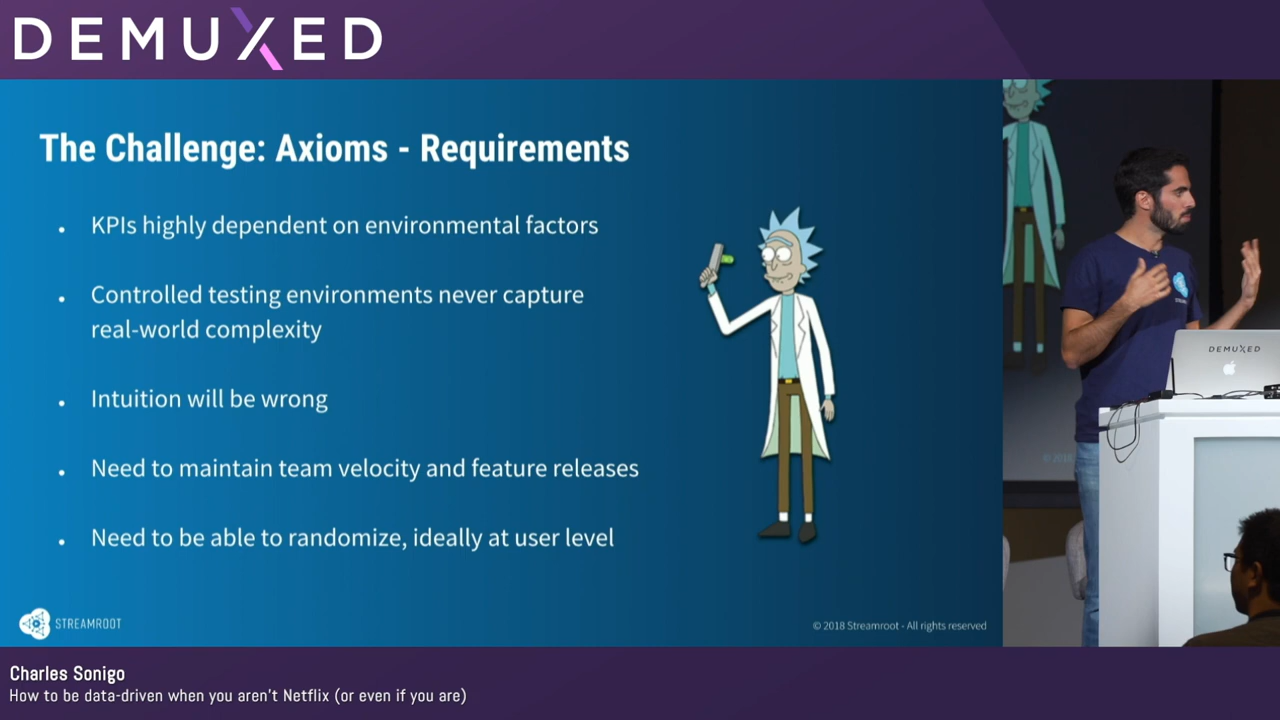 DEMUXED
The Challenge: Axioms - Requirements
• KPIs highly dependent on environmental factors
• Controlled testing environments never capture
real-world complexity
• Intuition will be wrong
• Need to maintain team velocity and feature releases
• Need to be able to randomize, ideally at user level
STREAMROOT
© 2018 Streamroot - All rights reserved
DEMUXED
© 2018
Charles Sonigo
How to be data-driven when you aren't Netflix (or even if you are)